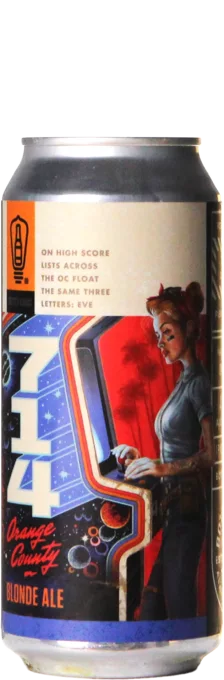 ON HIGH SCORE
LISTS ACROSS
THE OC FLOAT
THE SAME THREE
LETTERS: EVE
714
Orange
County
BLONDE ALE